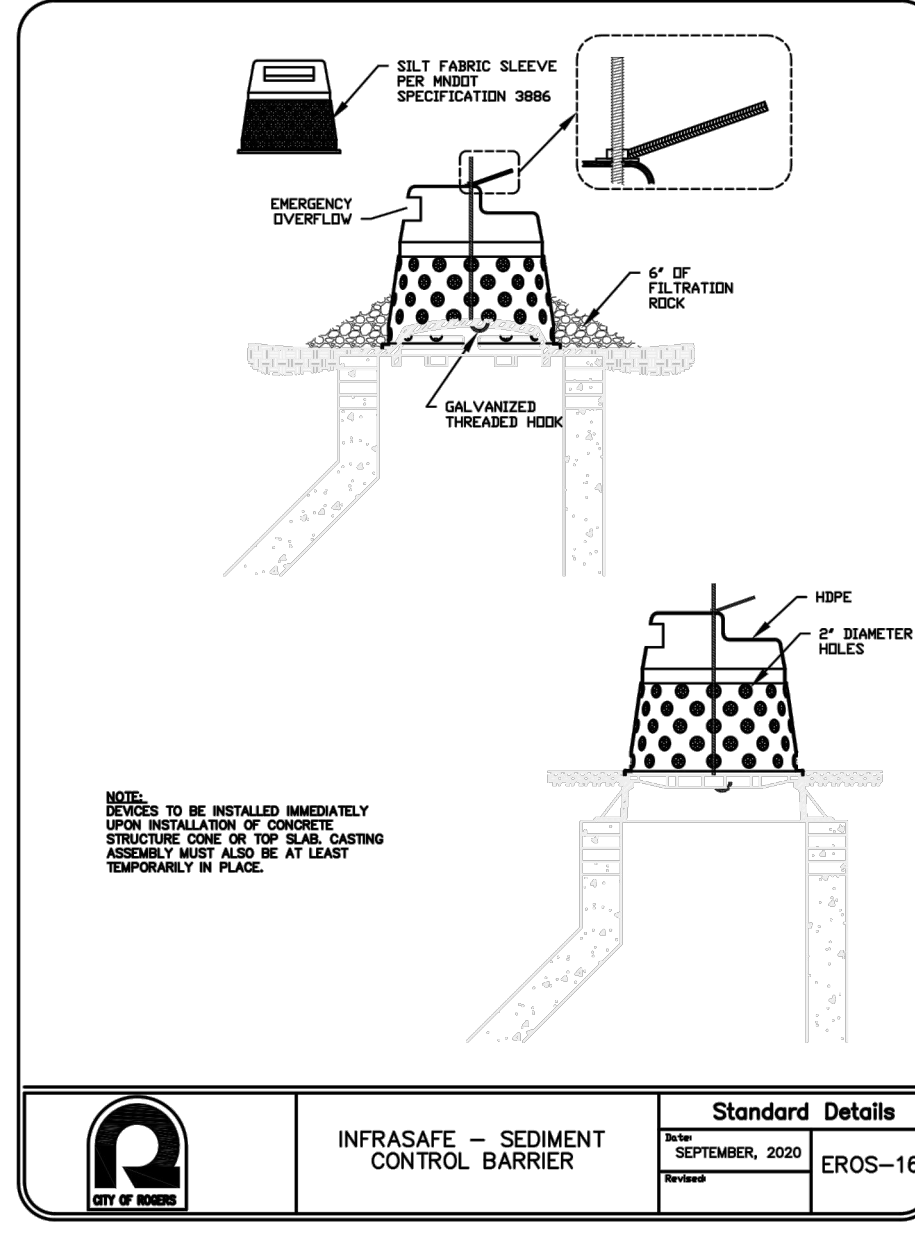 SILT FABRIC SLEEVE
PER MNDOT
SPECIFICATION 3886
EMERGENCY
OVERFLOW
6" OF
FILTRATION
ROCK
GALVANIZED
THREADED HOOK
HDPE
2" DIAMETER
HOLES
NOTE:
DEVICES TO BE INSTALLED IMMEDIATELY
UPON INSTALLATION OF CONCRETE
STRUCTURE CONE OR TOP SLAB. CASTING
ASSEMBLY MUST ALSO BE AT LEAST
TEMPORARILY IN PLACE.
CITY OF ROGERS
INFRASAFE – SEDIMENT
CONTROL BARRIER
Standard Details
Date:
SEPTEMBER, 2020
Revised:
EROS–16